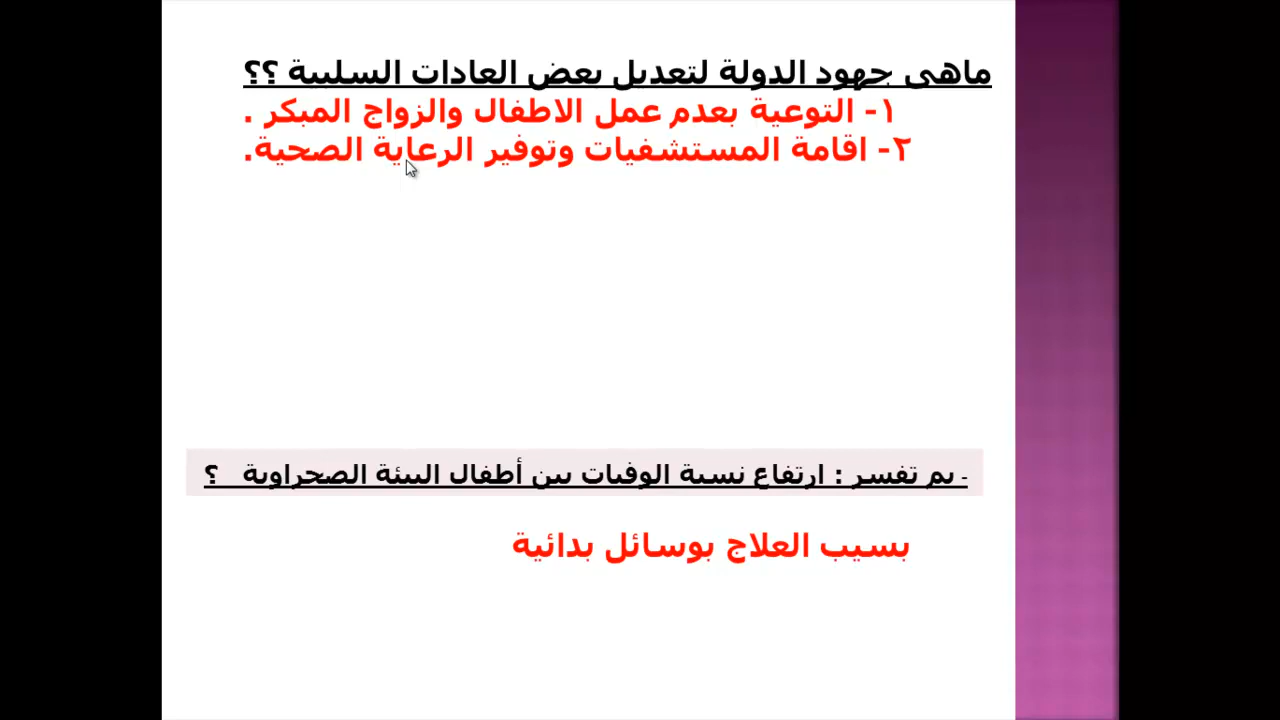 ماهى جهود الدولة لتعديل بعض العادات السلبية ؟؟
١- التوعية بعدم عمل الاطفال والزواج المبكر .
٢- اقامة المستشفيات وتوفير الرعاية الصحية.
- بم تفسر : ارتفاع نسبة الوفيات بين أطفال البيئة الصحراوية ؟
بسبب العلاج بوسائل بدائية